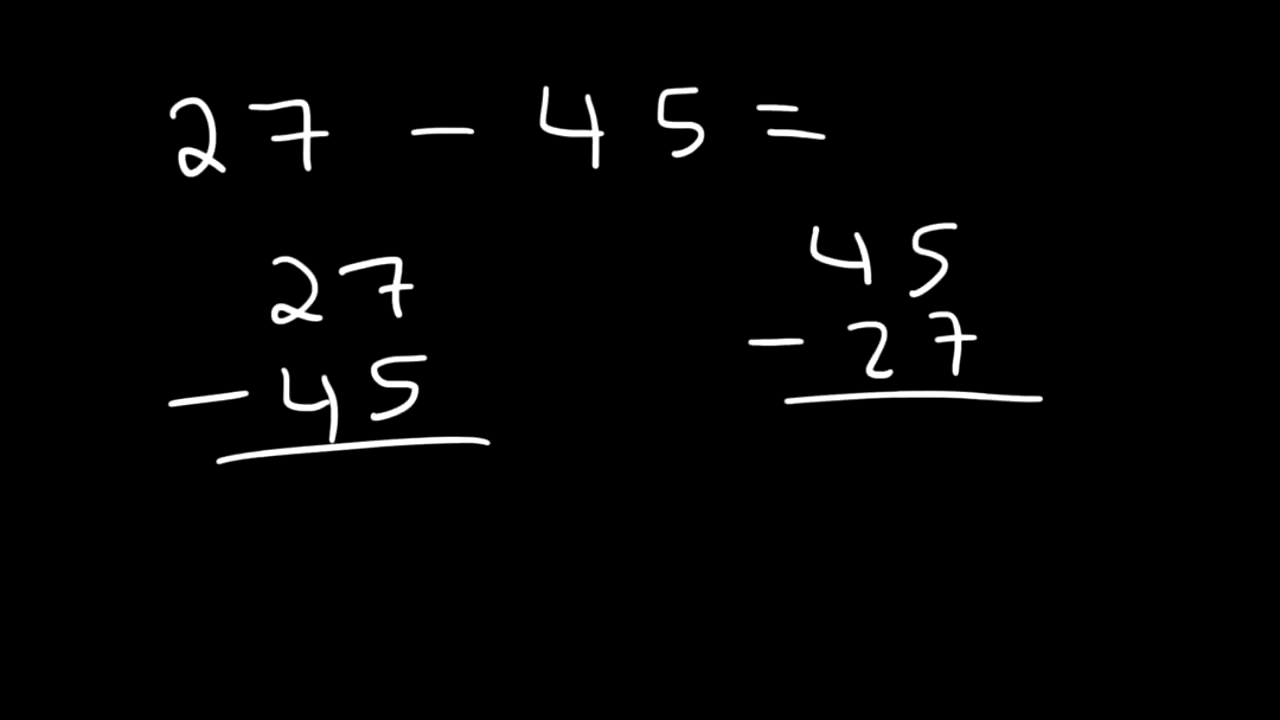 27 - 45 =
27
- 45
45
- 27